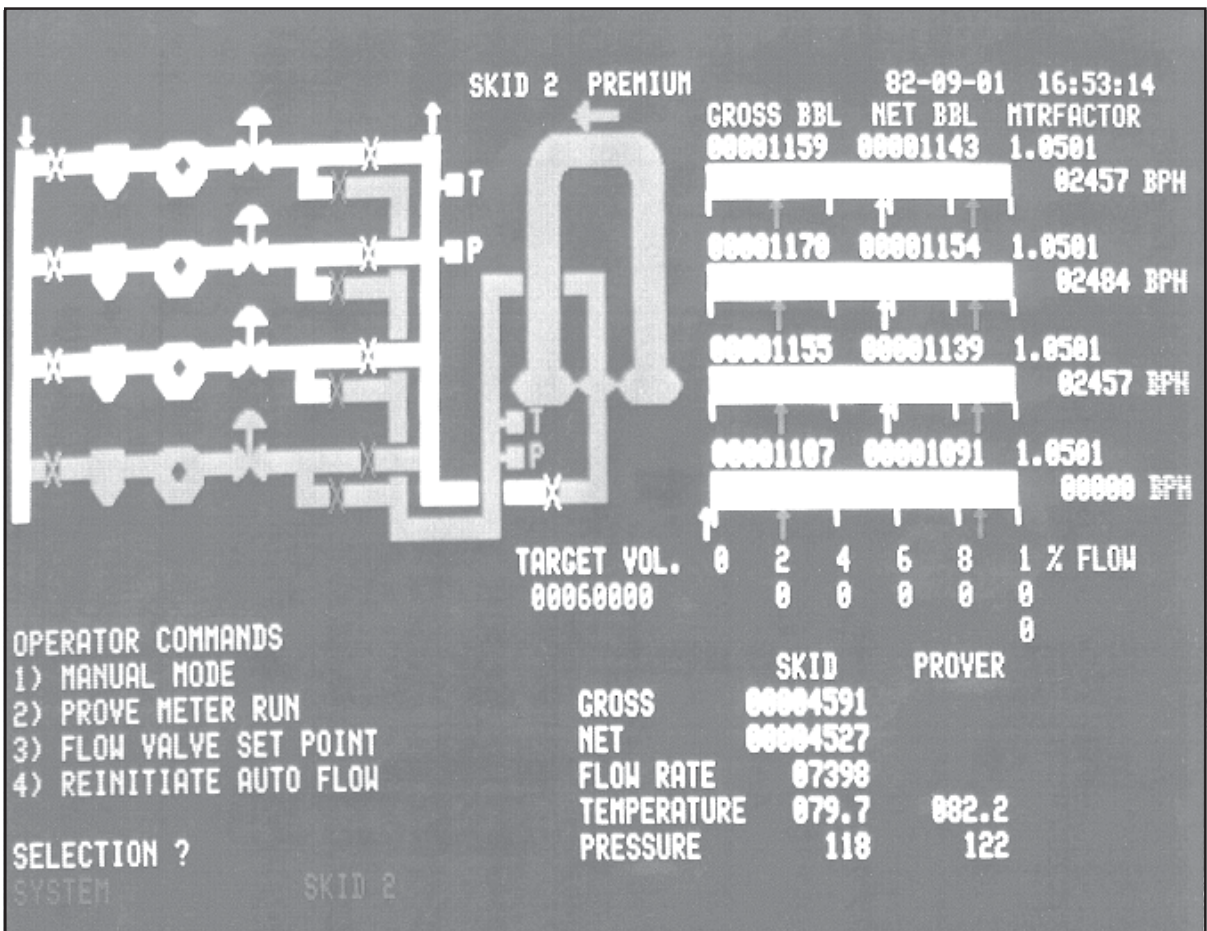 SKID 2 PREMIUM
82-09-01 16:53:14
GROSS BBL NET BBL MTRFACTOR
00001159 00001143 1.0501
02457 BPH
T
00001170 00001154 1.0501
P
02484 BPH
00001155 00001139 1.0501
02457 BPH
T
P
00001107 00001091 1.0501
00000 BPH
TARGET VOL.
00060000
0 2 4 6 8 1 % FLOW
0 0 0 0 0
0
OPERATOR COMMANDS
1) MANUAL MODE
2) PROVE METER RUN
3) FLOW VALVE SET POINT
4) REINITIATE AUTO FLOW
SELECTION ?
SYSTEM SKID 2
SKID PROVER
GROSS 00004591
NET 00004527
FLOW RATE 07398
TEMPERATURE 079.7 082.2
PRESSURE 118 122